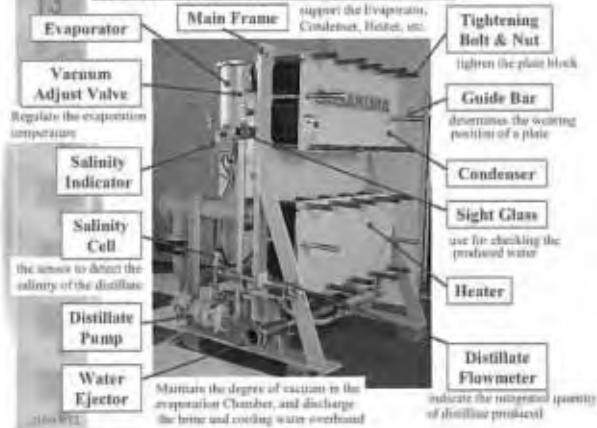 Main Frame
support the Evaporator,
Condenser, Heater, etc.
Evaporator
Tightening
Bolt & Nut
tighten the plate block
Vacuum
Adjust Valve
Regulate the evaporation
temperature
Guide Bar
determines the wearing
position of a plate
Salinity
Indicator
Condenser
Sight Glass
use for checking the
produced water
Salinity
Cell
the sensor to detect the
salinity of the distillate
Heater
Distillate
Pump
Distillate
Flowmeter
indicate the integrated quantity
of distillate produced
Water
Ejector
Maintain the degree of vacuum in the
evaporation Chamber, and discharge
the brine and cooling water overboard